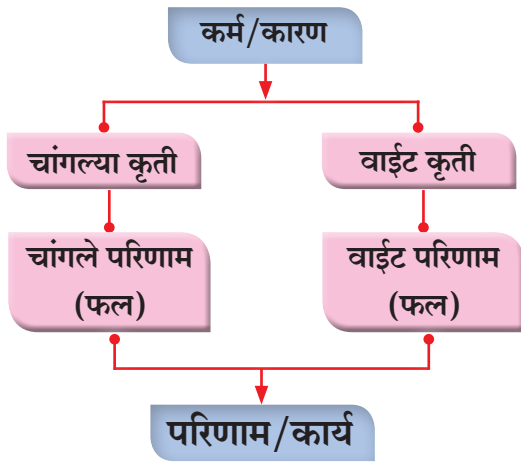 कर्म/कारण
चांगल्या कृती
वाईट कृती
चांगले परिणाम
(फल)
वाईट परिणाम
(फल)
परिणाम/कार्य